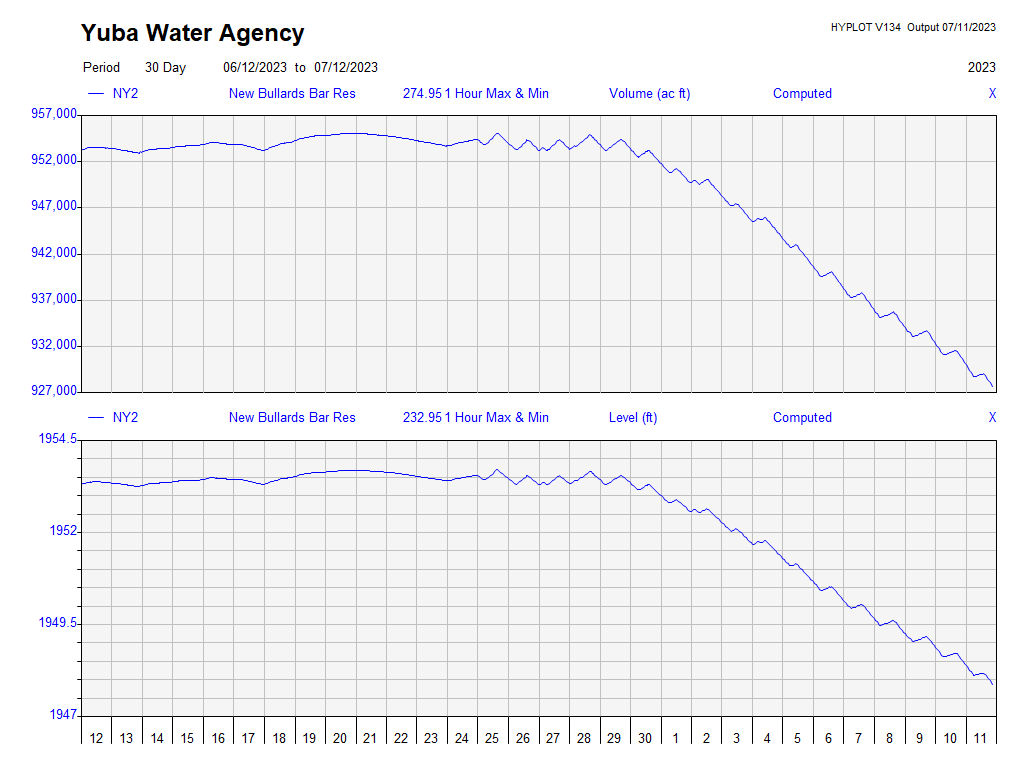 Yuba Water Agency
HYPLOT V134 Output 07/11/2023
Period 30 Day 06/12/2023 to 07/12/2023 2023
NY2 New Bullards Bar Res 274.95 1 Hour Max & Min Volume (ac ft) Computed X
957,000
952,000
947,000
942,000
937,000
932,000
927,000
NY2 New Bullards Bar Res 232.95 1 Hour Max & Min Level (ft) Computed X
1954.5
1952
1949.5
1947
12 13 14 15 16 17 18 19 20 21 22 23 24 25 26 27 28 29 30 1 2 3 4 5 6 7 8 9 10 11